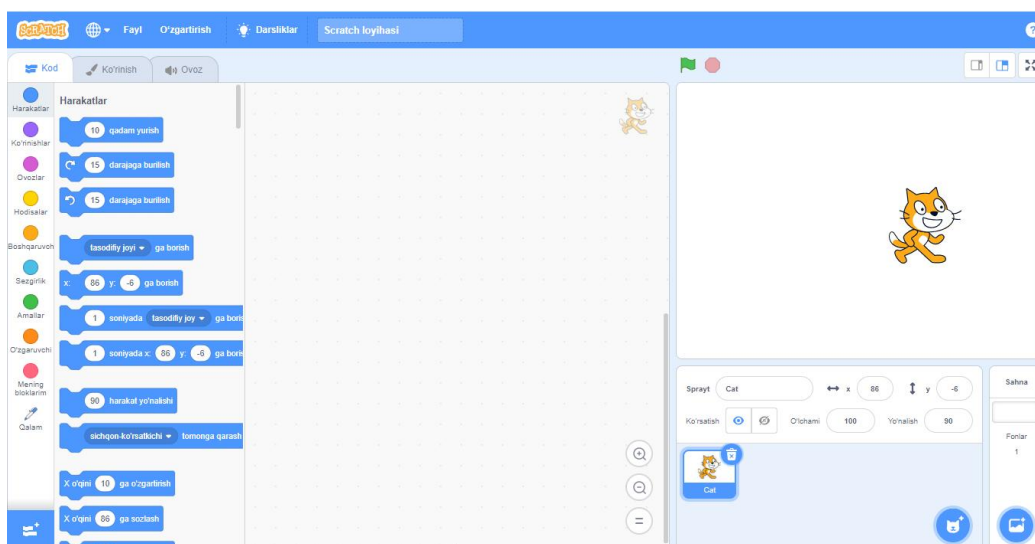 SCRATCH Fayl O'zgartirish Darsliklar Scratch loyihasi ?
Kod Ko'rinish Ovoz
Harakatlar
Ko'rinishlar
Ovozlar
Hodisalar
Boshqaruvch
Sezgirlik
Amallar
O'zgaruvchi
Mening
bloklarim
Qalam
Harakatlar
10 qadam yurish
15 darajaga burilish
15 darajaga burilish
tasodifiy joyi ga borish
x: 86 y: -6 ga borish
1 soniyada tasodifiy joy ga boris
1 soniyada x: 86 y: -6 ga boris
90 harakat yo'nalishi
sichqon-ko'rsatkichi tomonga qarash
X o'qini 10 ga o'zgartirish
X o'qini 86 ga sozlash
Sprayt Cat x 86 y -6
Ko'rsatish O'lchami 100 Yo'nalish 90
Cat
Sahna
Fonlar
1